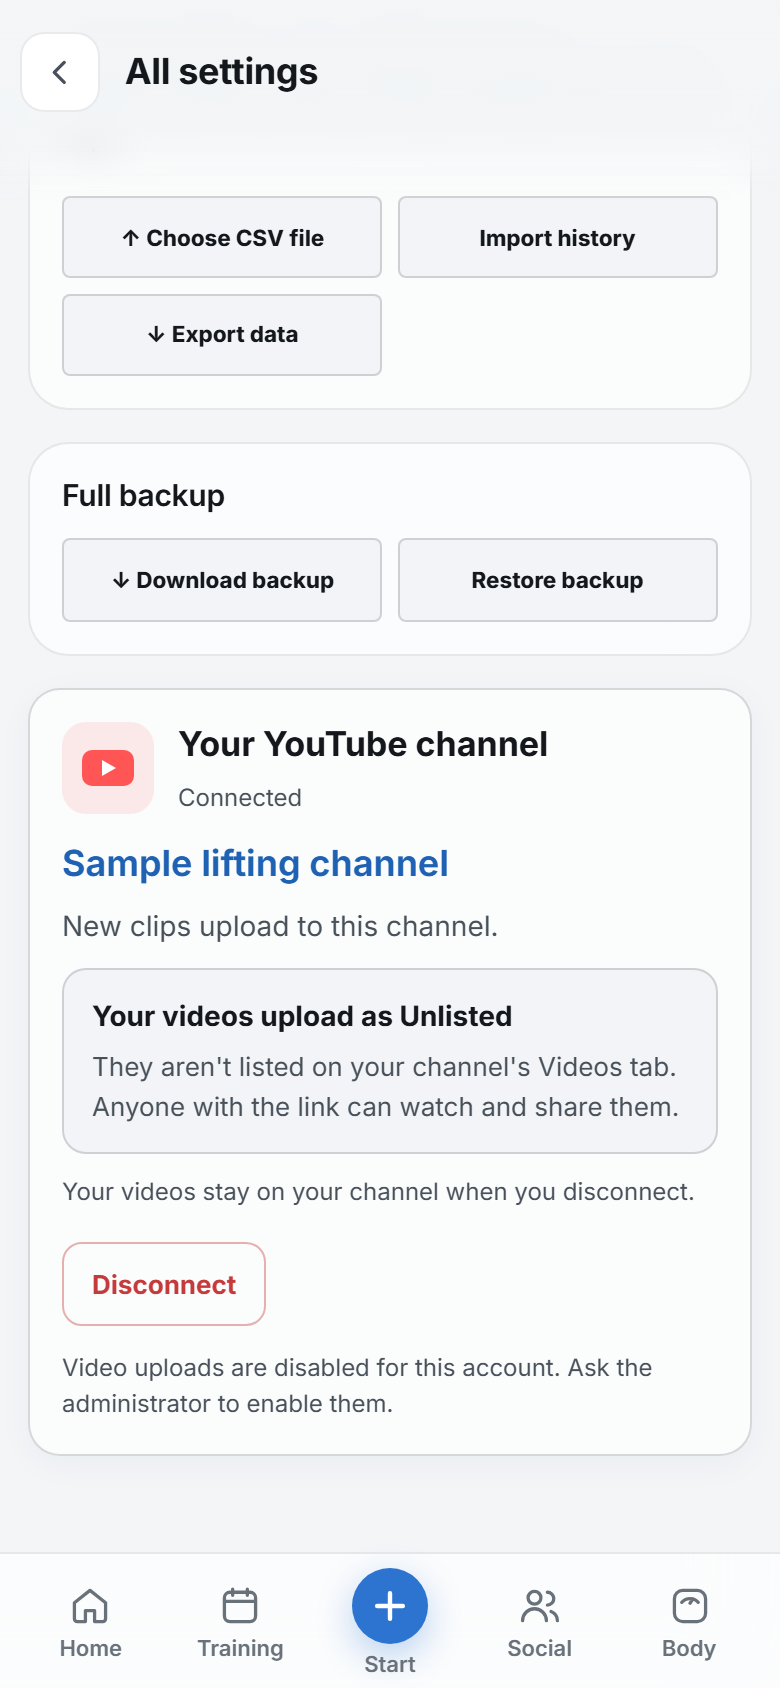 All settings
↑ Choose CSV file
Import history
↓ Export data
Full backup
↓ Download backup
Restore backup
Your YouTube channel
Connected
Sample lifting channel
New clips upload to this channel.
Your videos upload as Unlisted
They aren't listed on your channel's Videos tab.
Anyone with the link can watch and share them.
Your videos stay on your channel when you disconnect.
Disconnect
Video uploads are disabled for this account. Ask the
administrator to enable them.
Home
Training
Start
Social
Body